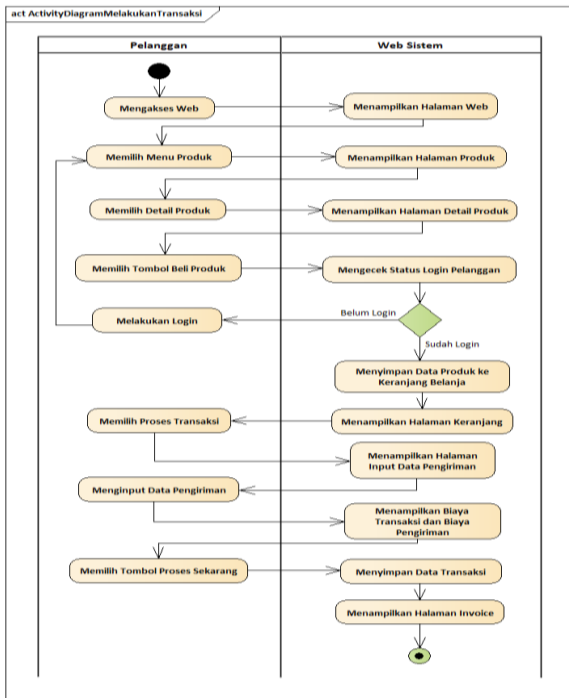 act ActivityDiagramMelakukanTransaksi
Pelanggan
Web Sistem
Mengakses Web
Menampilkan Halaman Web
Memilih Menu Produk
Menampilkan Halaman Produk
Memilih Detail Produk
Menampilkan Halaman Detail Produk
Memilih Tombol Beli Produk
Mengecek Status Login Pelanggan
Belum Login
Melakukan Login
Sudah Login
Menyimpan Data Produk ke
Keranjang Belanja
Memilih Proses Transaksi
Menampilkan Halaman Keranjang
Menampilkan Halaman
Input Data Pengiriman
Menginput Data Pengiriman
Menampilkan Biaya
Transaksi dan Biaya
Pengiriman
Memilih Tombol Proses Sekarang
Menyimpan Data Transaksi
Menampilkan Halaman Invoice